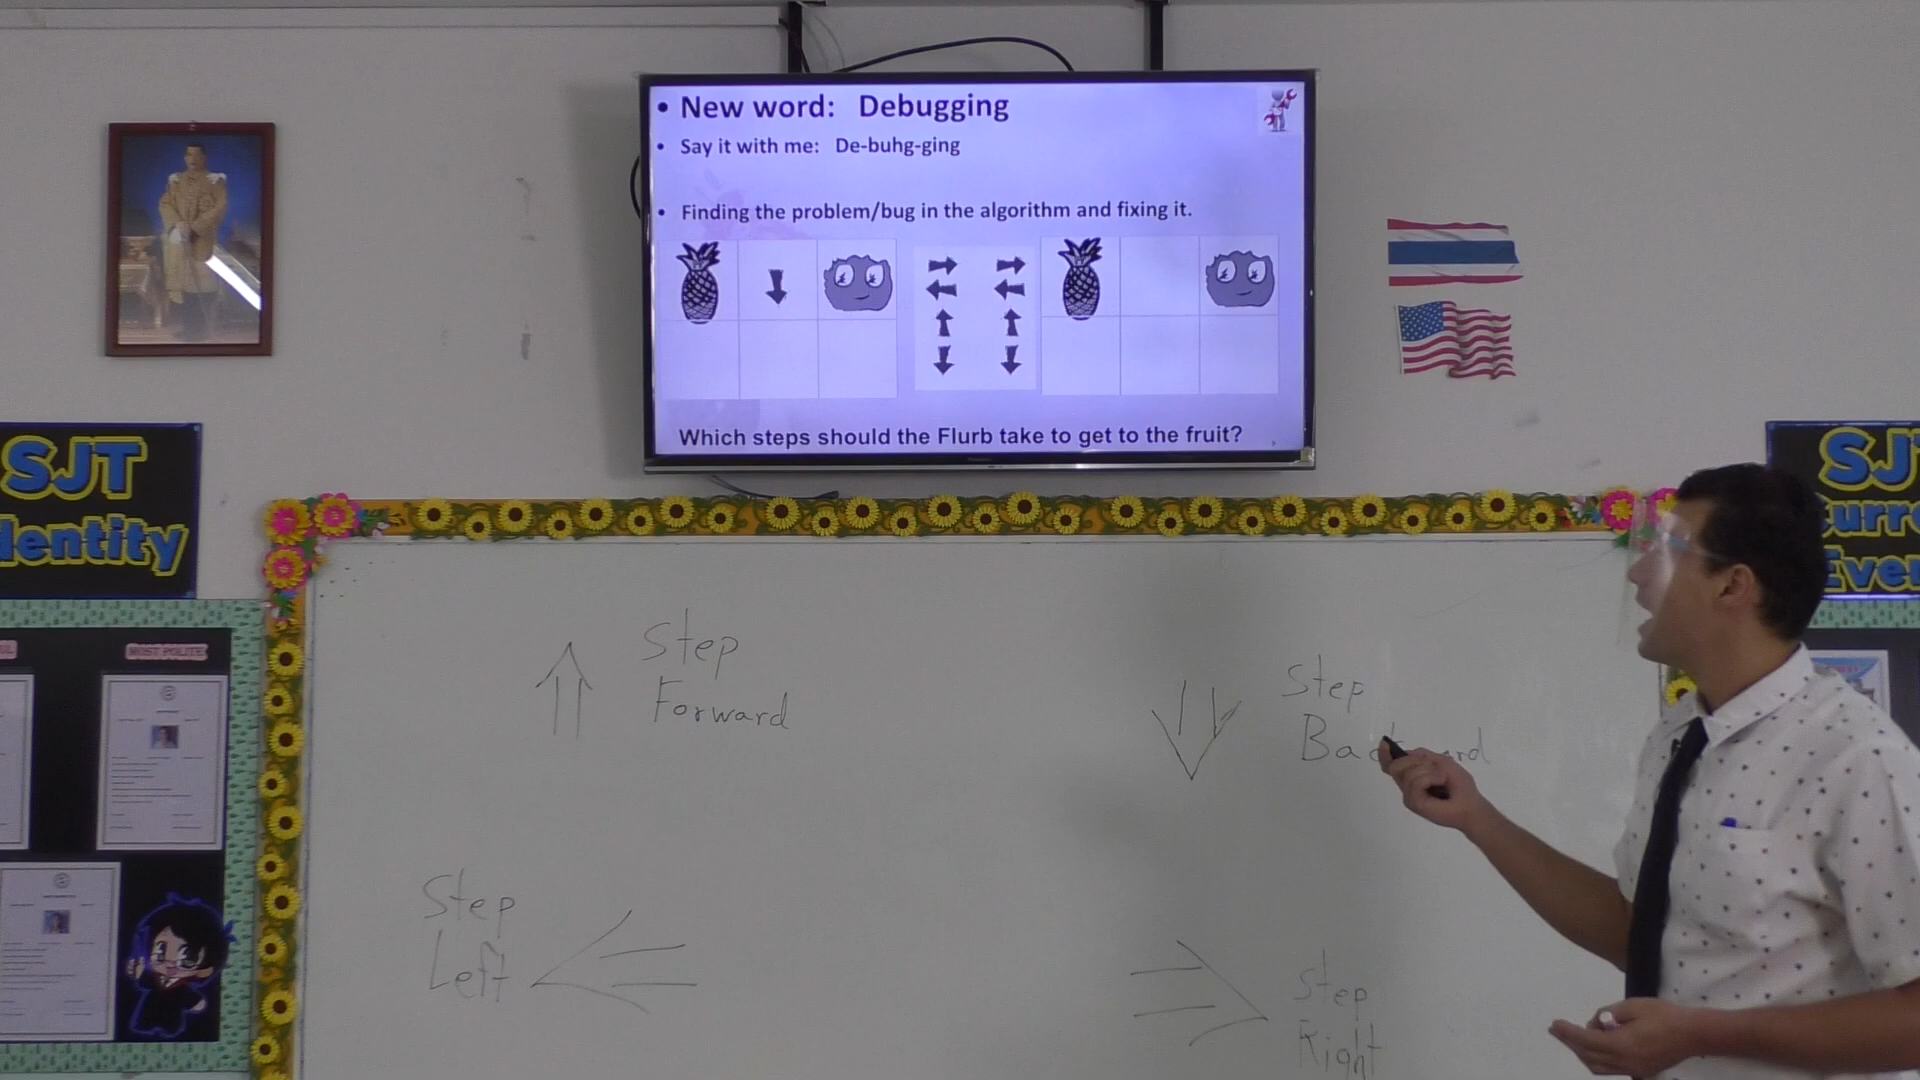 • New word: Debugging
• Say it with me: De-buhg-ging
• Finding the problem/bug in the algorithm and fixing it.
Which steps should the Flurb take to get to the fruit?
SJT
Identity
SJT
MOST POLITE
Step
Forward
Step
Step
Left
Step
Right